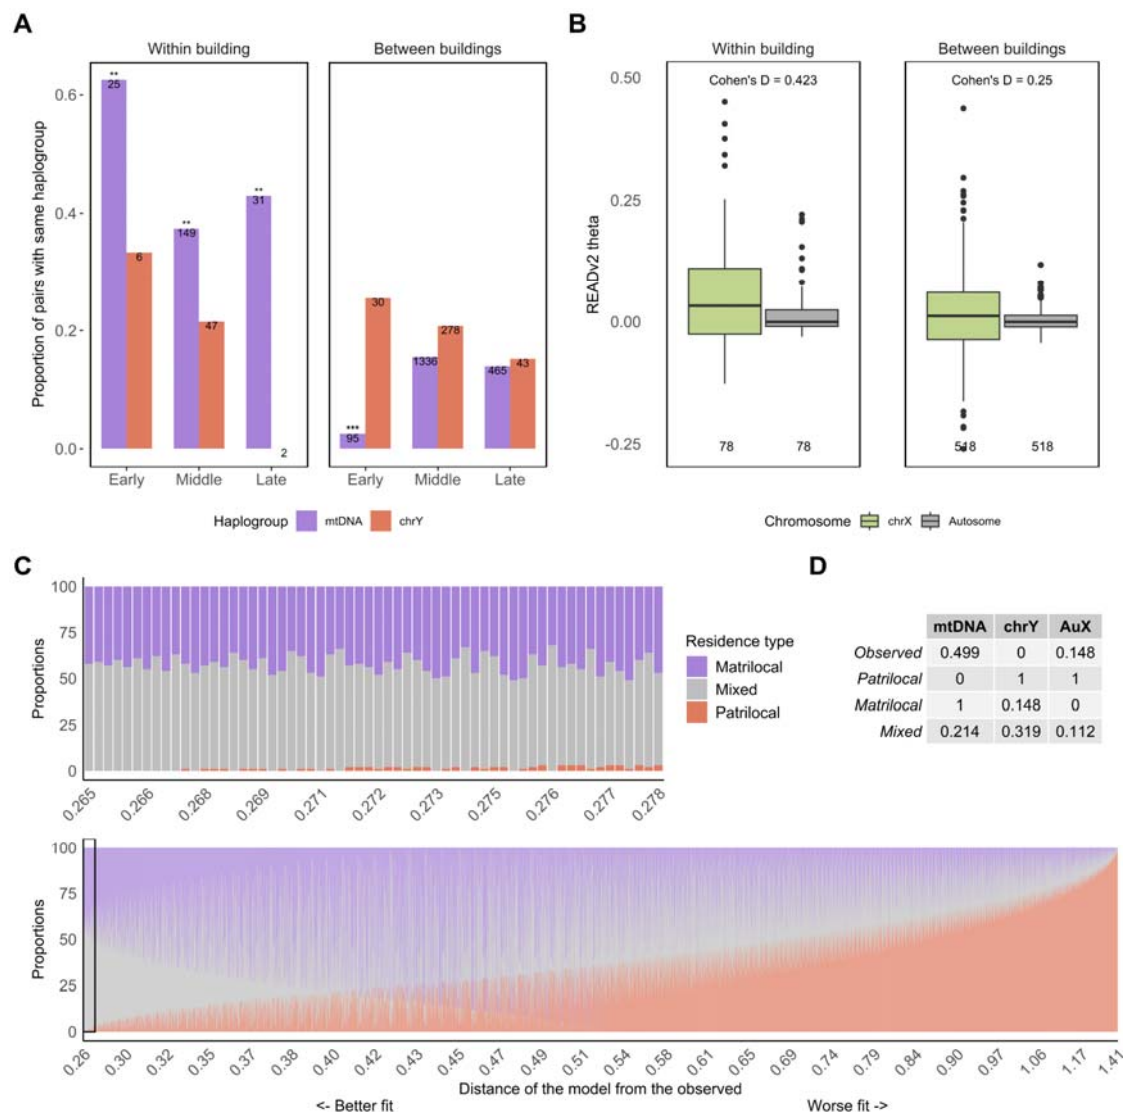 A
Within building
Between buildings
Proportion of pairs with same haplogroup
0.6
0.4
0.2
0.0
**
25
6
**
149
47
**
31
2
***
95
30
1336
278
465
43
Early
Middle
Late
Early
Middle
Late
Haplogroup
mtDNA
chrY
B
Within building
Between buildings
READv2 theta
0.50
0.25
0.00
-0.25
Cohen's D = 0.423
Cohen's D = 0.25
78
78
518
518
Chromosome
chrX
Autosome
C
Proportions
100
75
50
25
0
0.265
0.266
0.268
0.269
0.271
0.272
0.273
0.275
0.276
0.277
0.278
Residence type
Matrilocal
Mixed
Patrilocal
D
mtDNA chrY AuX
Observed 0.499 0 0.148
Patrilocal 0 1 1
Matrilocal 1 0.148 0
Mixed 0.214 0.319 0.112
Proportions
100
75
50
25
0
0.26
0.30
0.32
0.35
0.37
0.38
0.40
0.42
0.43
0.45
0.47
0.49
0.51
0.54
0.58
0.61
0.65
0.69
0.74
0.79
0.84
0.90
0.97
1.06
1.17
1.41
Distance of the model from the observed
<- Better fit
Worse fit ->